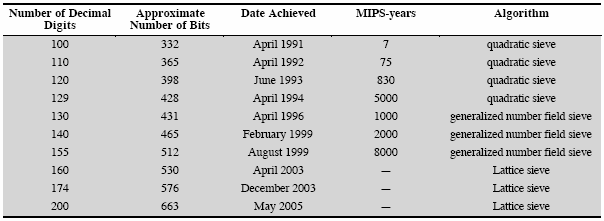 Number of Decimal Digits Approximate Number of Bits Date Achieved MIPS-years Algorithm
100 332 April 1991 7 quadratic sieve
110 365 April 1992 75 quadratic sieve
120 398 June 1993 830 quadratic sieve
129 428 April 1994 5000 quadratic sieve
130 431 April 1996 1000 generalized number field sieve
140 465 February 1999 2000 generalized number field sieve
155 512 August 1999 8000 generalized number field sieve
160 530 April 2003 — Lattice sieve
174 576 December 2003 — Lattice sieve
200 663 May 2005 — Lattice sieve